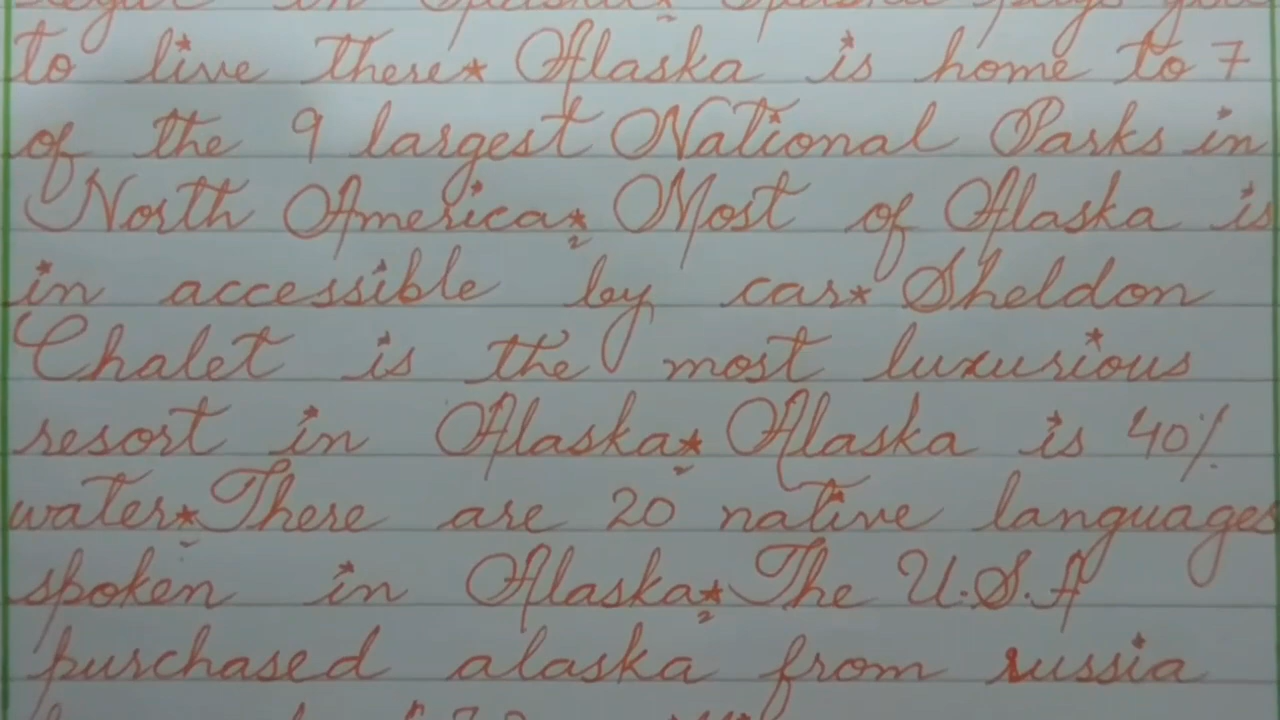 to live there★ Alaska is home to 7
of the 9 largest National Parks in
North America★ Most of Alaska is
in accessible by car★ Sheldon
Chalet is the most luxurious
resort in Alaska★ Alaska is 40%
water★ There are 20 native languages
spoken in Alaska★ The U.S.A
purchased alaska from russia